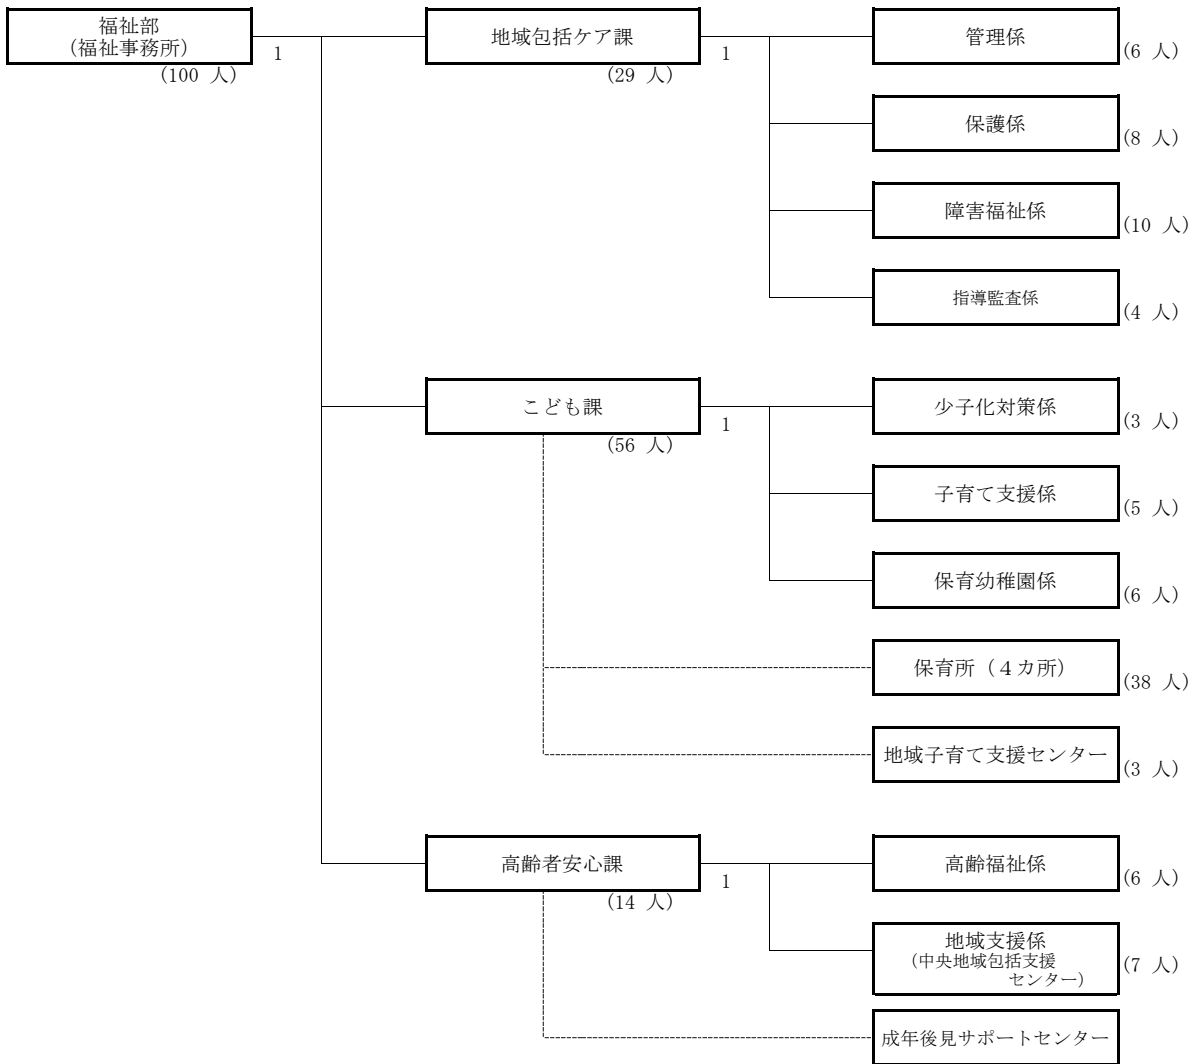 福祉部
（福祉事務所）
1
(100 人)
地域包括ケア課
1
(29 人)
管理係
(6 人)
保護係
(8 人)
障害福祉係
(10 人)
指導監査係
(4 人)
こども課
1
(56 人)
少子化対策係
(3 人)
子育て支援係
(5 人)
保育幼稚園係
(6 人)
保育所（４カ所）
(38 人)
地域子育て支援センター
(3 人)
高齢者安心課
1
(14 人)
高齢福祉係
(6 人)
地域支援係
（中央地域包括支援
センター）
(7 人)
成年後見サポートセンター